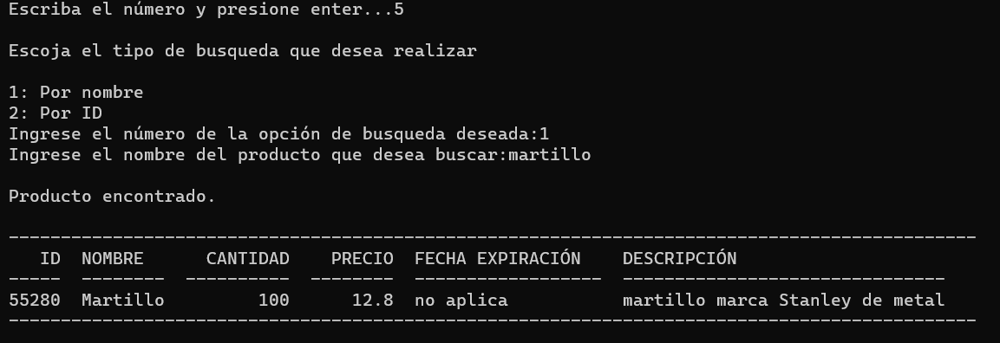 Escriba el número y presione enter...5
Escoja el tipo de busqueda que desea realizar
1: Por nombre
2: Por ID
Ingrese el número de la opción de busqueda deseada:1
Ingrese el nombre del producto que desea buscar:martillo
Producto encontrado.
---------------------------------------------------------------------------------------------
ID NOMBRE CANTIDAD PRECIO FECHA EXPIRACIÓN DESCRIPCIÓN
----- -------- ---------- -------- ------------------ -------------------------------
55280 Martillo 100 12.8 no aplica martillo marca Stanley de metal
---------------------------------------------------------------------------------------------